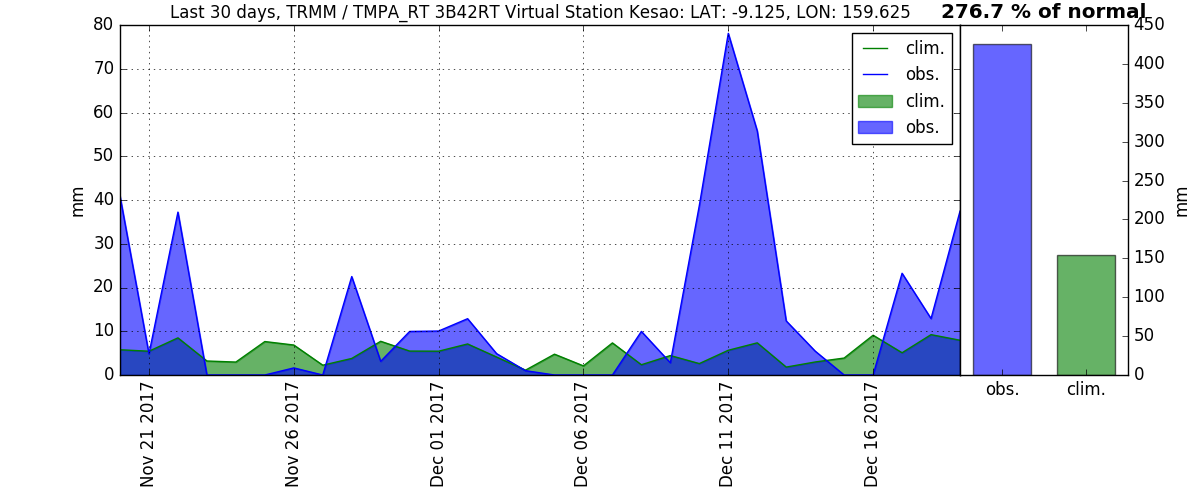 Last 30 days, TRMM / TMPA_RT 3B42RT Virtual Station Kesao: LAT: -9.125, LON: 159.625
276.7 % of normal
80
70
60
50
40
30
20
10
0
mm
clim.
obs.
clim.
obs.
450
400
350
300
250
200
150
100
50
0
mm
Nov 21 2017
Nov 26 2017
Dec 01 2017
Dec 06 2017
Dec 11 2017
Dec 16 2017
obs.
clim.